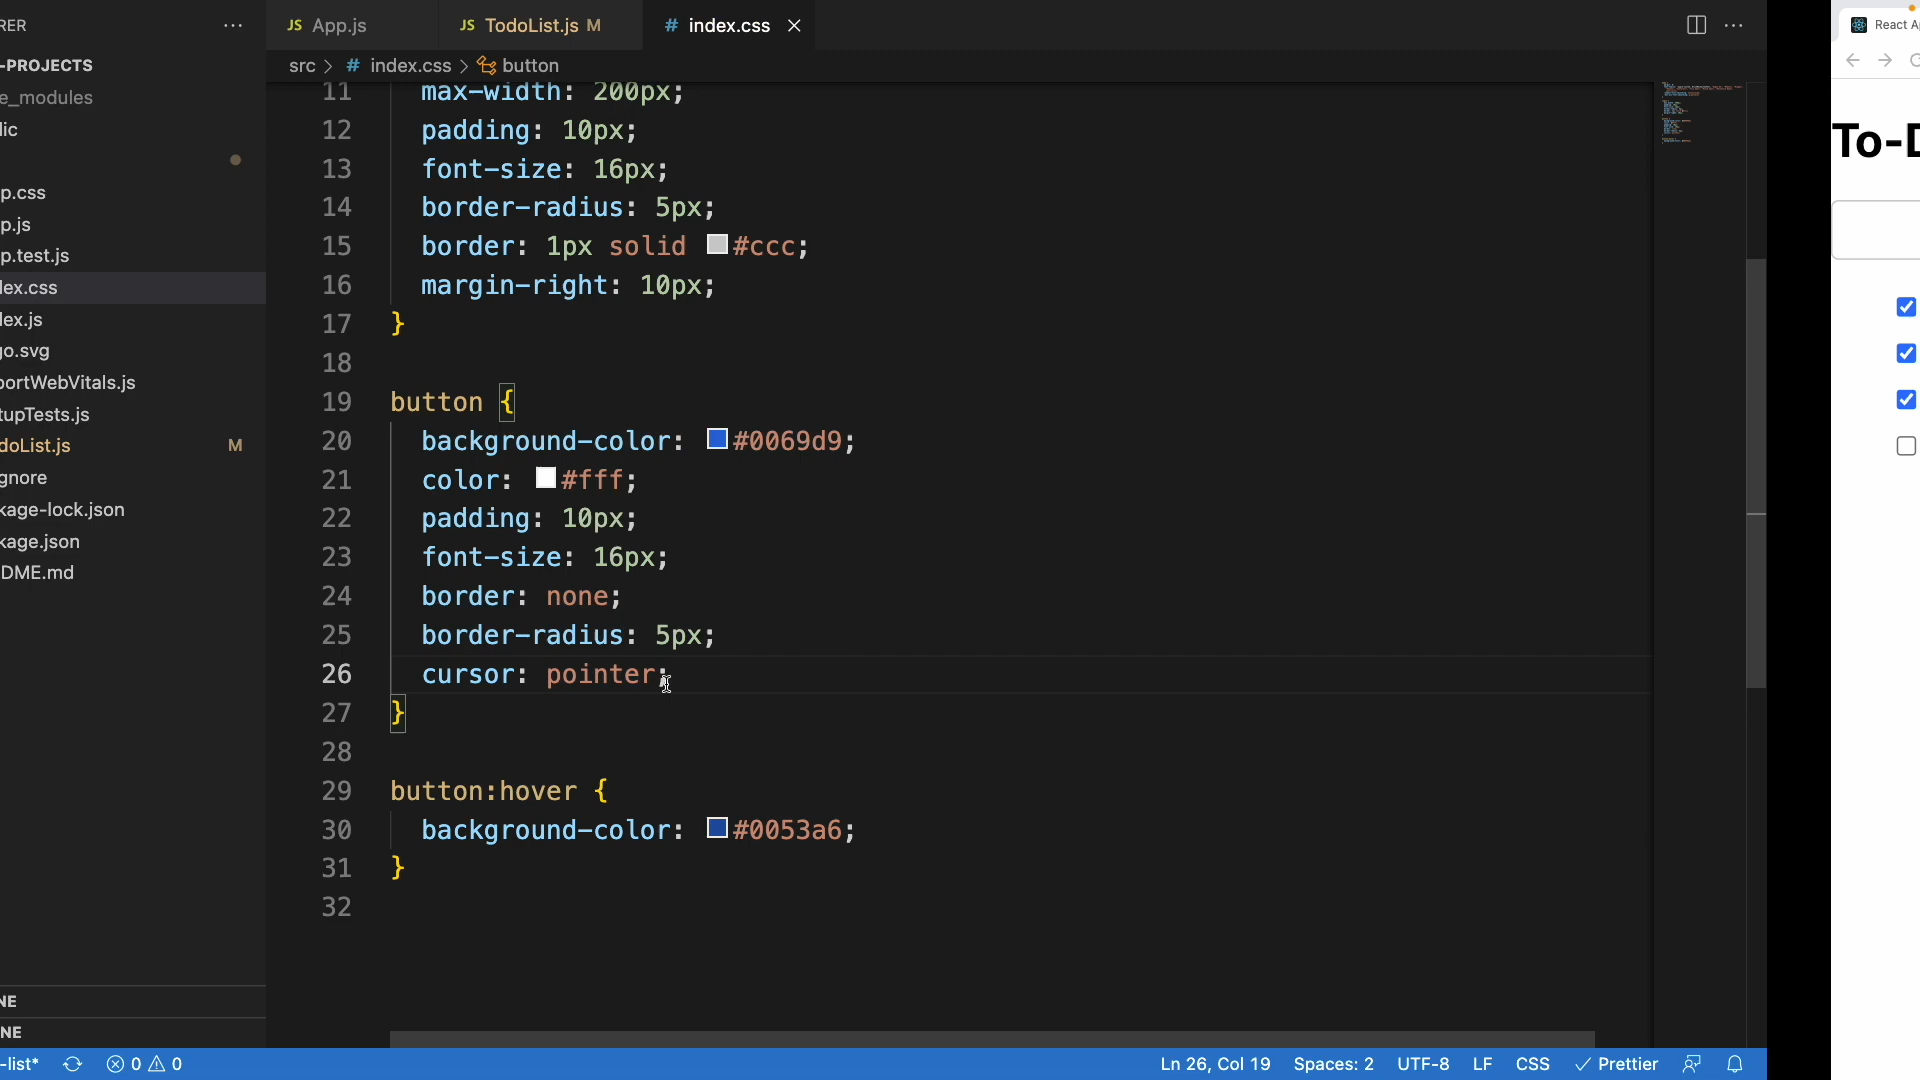 RER
...
JS App.js
JS TodoList.js M
# index.css
...
src > # index.css > button
-PROJECTS
e_modules
lic
p.css
p.js
p.test.js
lex.css
lex.js
go.svg
portWebVitals.js
tupTests.js
doList.js M
gnore
kage-lock.json
kage.json
DME.md
NE
NE
11 max-width: 200px;
12 padding: 10px;
13 font-size: 16px;
14 border-radius: 5px;
15 border: 1px solid #ccc;
16 margin-right: 10px;
17 }
18
19 button {
20 background-color: #0069d9;
21 color: #fff;
22 padding: 10px;
23 font-size: 16px;
24 border: none;
25 border-radius: 5px;
26 cursor: pointer;
27 }
28
29 button:hover {
30 background-color: #0053a6;
31 }
32
-list* 0 0 Ln 26, Col 19 Spaces: 2 UTF-8 LF CSS Prettier
React A
To-D